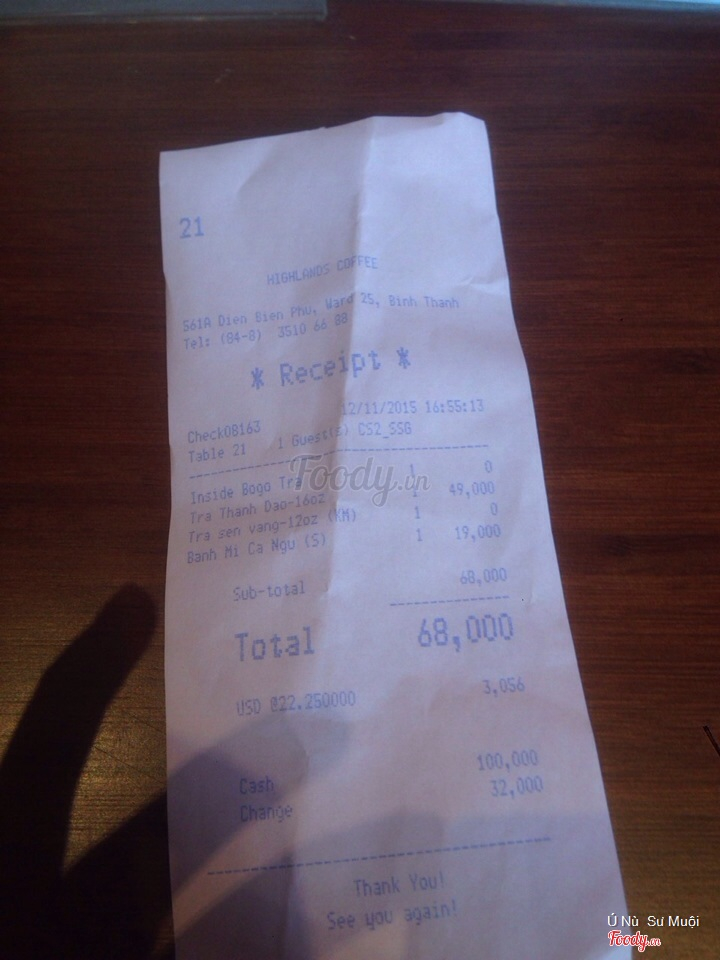 21
HIGHLANDS COFFEE
561A Dien Bien Phu, Ward 25, Binh Thanh
Tel: (84-8) 3510 66 88
* Receipt *
12/11/2015 16:55:13
Check08163
Table 21 1 Guest(s) CS2_SSG
Inside Bogo Tra 1 0
Tra Thanh Dao-16oz 1 49,000
Tra sen vang-12oz (KM) 1 0
Banh Mi Ca Ngu (S) 1 19,000
Sub-total 68,000
Total 68,000
USD @22.250000 3,056
Cash 100,000
Change 32,000
Thank You!
See you again!
Foody.vn
Ú Nù Sư Muội
Foody.vn